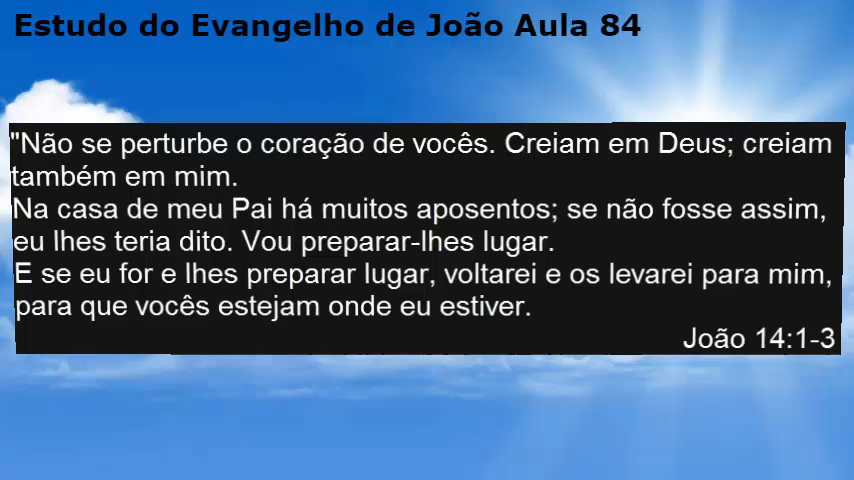 Estudo do Evangelho de João Aula 84
"Não se perturbe o coração de vocês. Creiam em Deus; creiam
também em mim.
Na casa de meu Pai há muitos aposentos; se não fosse assim,
eu lhes teria dito. Vou preparar-lhes lugar.
E se eu for e lhes preparar lugar, voltarei e os levarei para mim,
para que vocês estejam onde eu estiver.
João 14:1-3